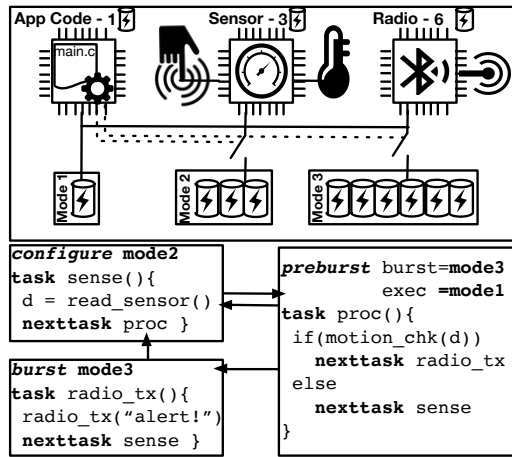 App Code - 1
Sensor - 3
Radio - 6
main.c
Mode 1
Mode 2
Mode 3
configure mode2
task sense(){
d = read_sensor()
nexttask proc }
preburst burst=mode3
exec =mode1
task proc(){
if(motion_chk(d))
nexttask radio_tx
else
nexttask sense
}
burst mode3
task radio_tx(){
radio_tx(“alert!”)
nexttask sense }